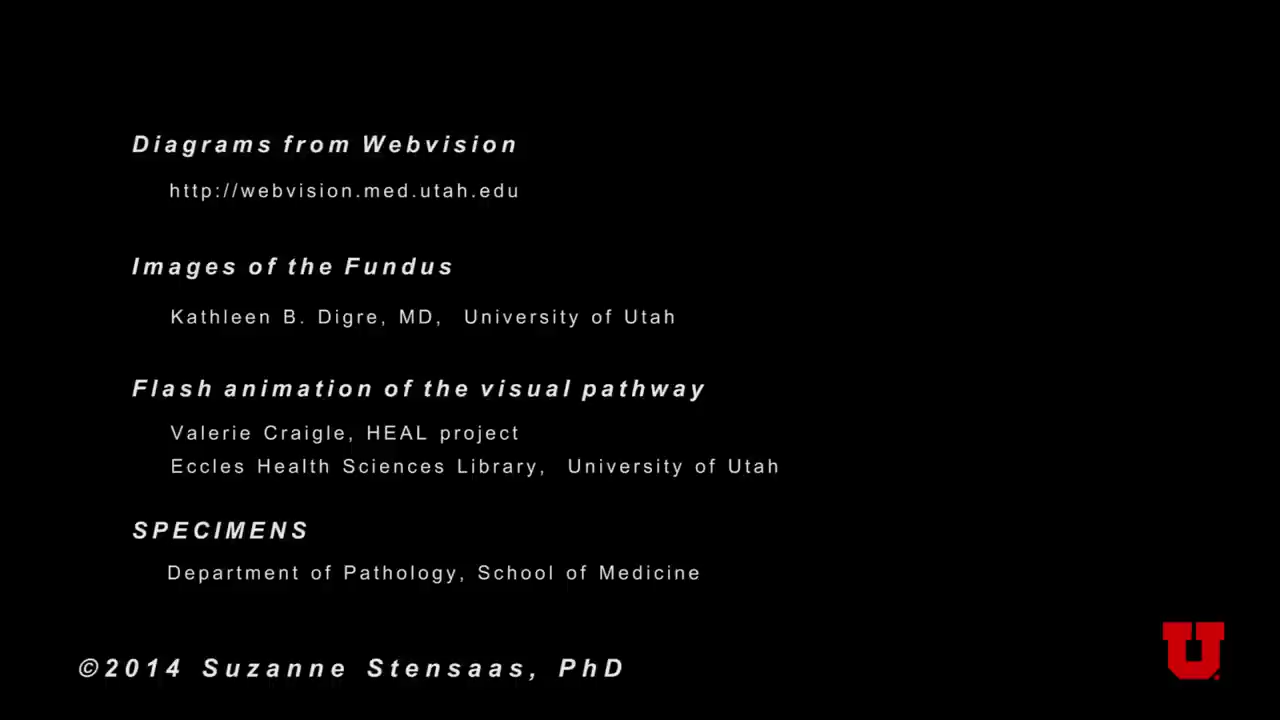 Diagrams from Webvision
http://webvision.med.utah.edu
Images of the Fundus
Kathleen B. Digre, MD, University of Utah
Flash animation of the visual pathway
Valerie Craigle, HEAL project
Eccles Health Sciences Library, University of Utah
SPECIMENS
Department of Pathology, School of Medicine
©2014 Suzanne Stensaas, PhD
U